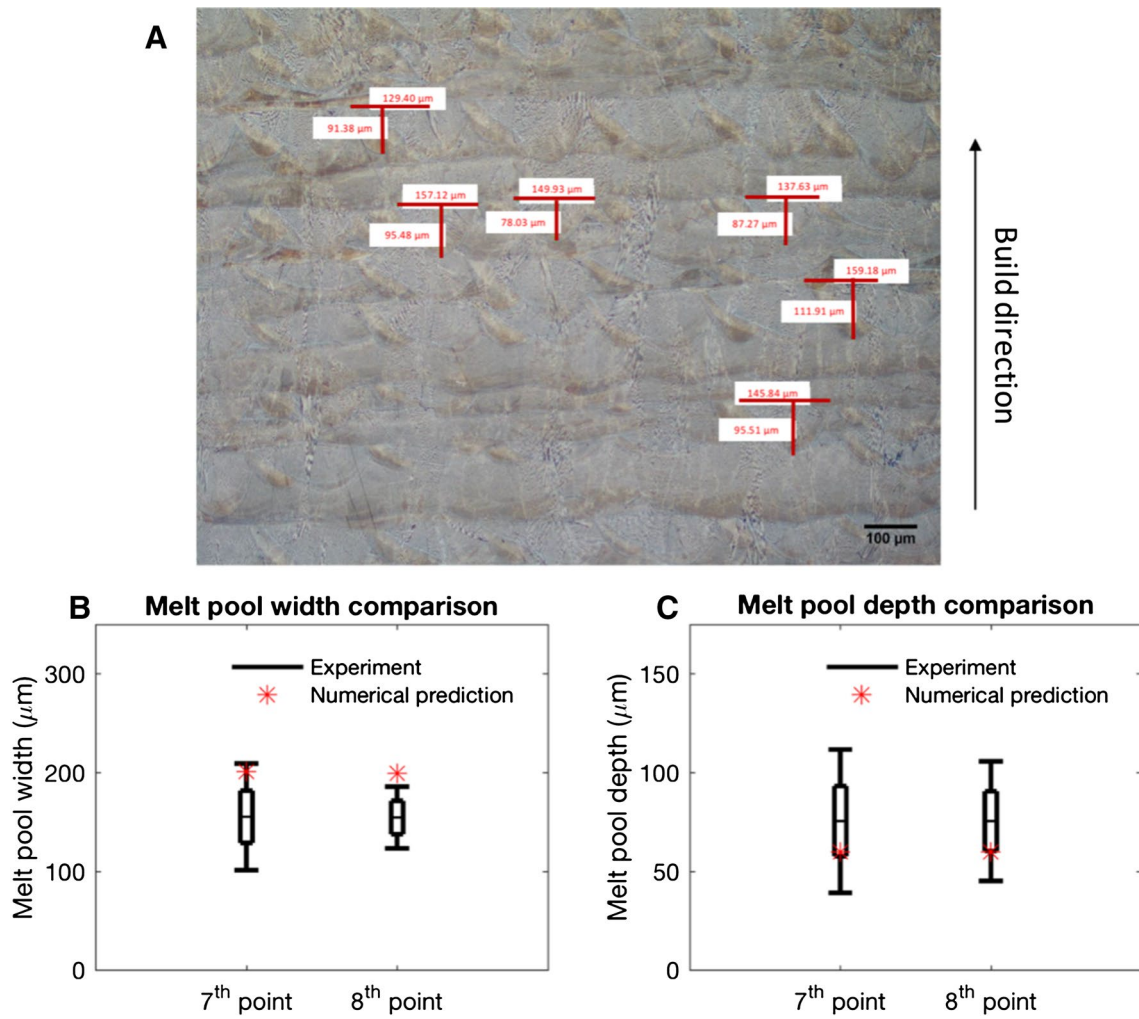 A
129.40 μm
91.38 μm
157.12 μm
149.93 μm
137.63 μm
95.48 μm
78.03 μm
87.27 μm
159.18 μm
111.91 μm
145.84 μm
95.51 μm
100 μm
Build direction
B
Melt pool width comparison
Experiment
Numerical prediction
Melt pool width (μm)
300
200
100
0
7th point
8th point
C
Melt pool depth comparison
Experiment
Numerical prediction
Melt pool depth (μm)
150
100
50
0
7th point
8th point